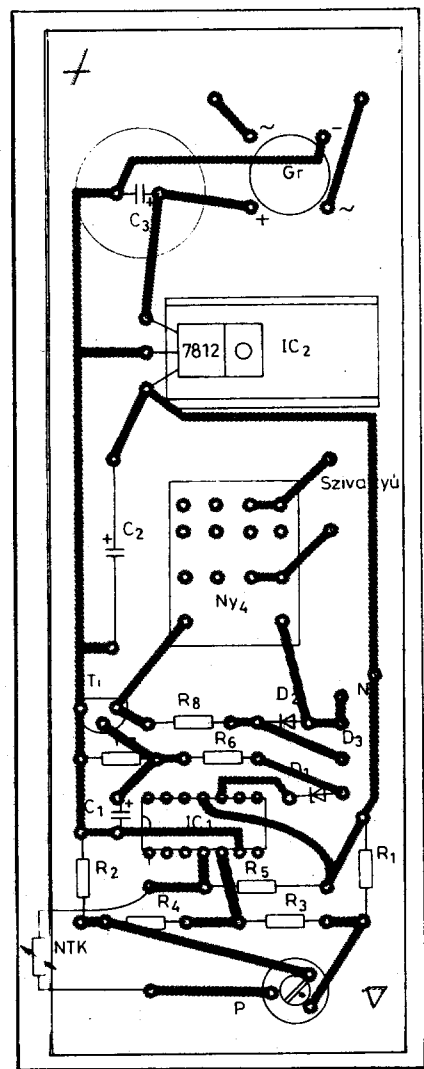 ~
-
Gr
C3
+
~
7812
IC2
Szivattyú
+
C2
Ny4
T1
R8
D2
N
R6
D3
D1
C1
+
IC1
R2
R5
R1
R4
R3
NTK
P